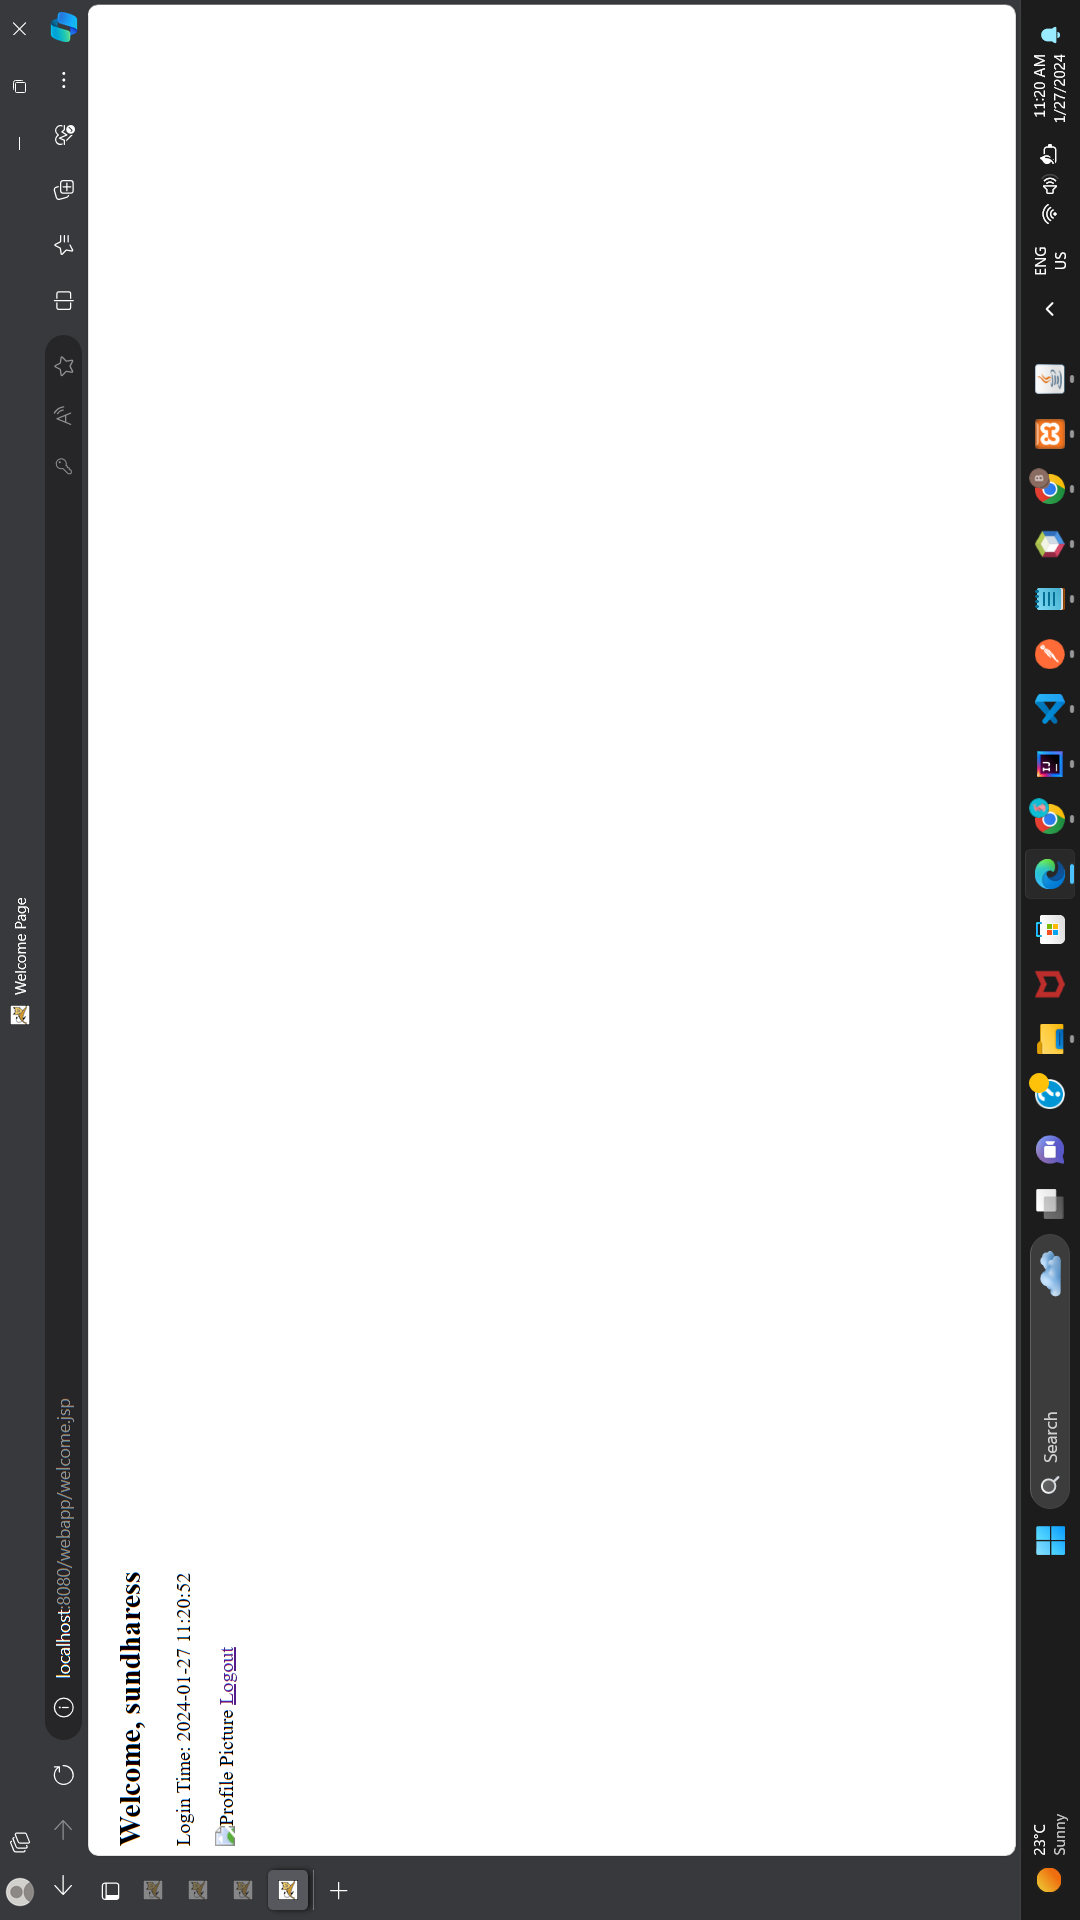 Welcome Page
localhost:8080/webapp/welcome.jsp
Welcome, sundharess
Login Time: 2024-01-27 11:20:52
Profile Picture Logout
23°C
Sunny
Search
ENG
US
11:20 AM
1/27/2024